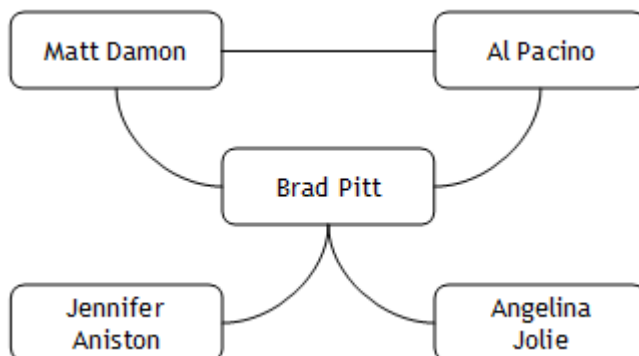 Matt Damon
Al Pacino
Brad Pitt
Jennifer
Aniston
Angelina
Jolie